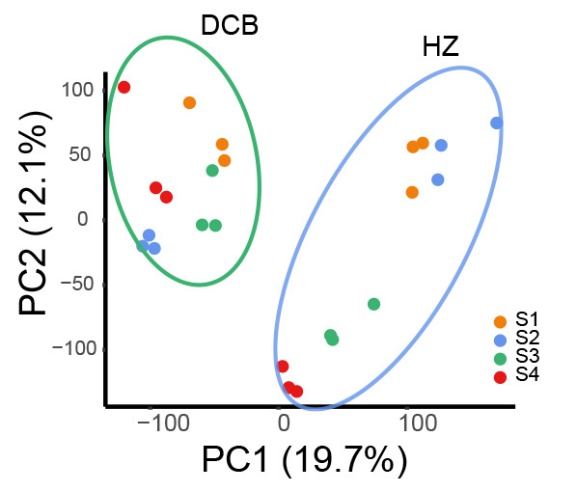 DCB
HZ
PC2 (12.1%)
100
50
0
−50
−100
−100
0
100
PC1 (19.7%)
S1
S2
S3
S4